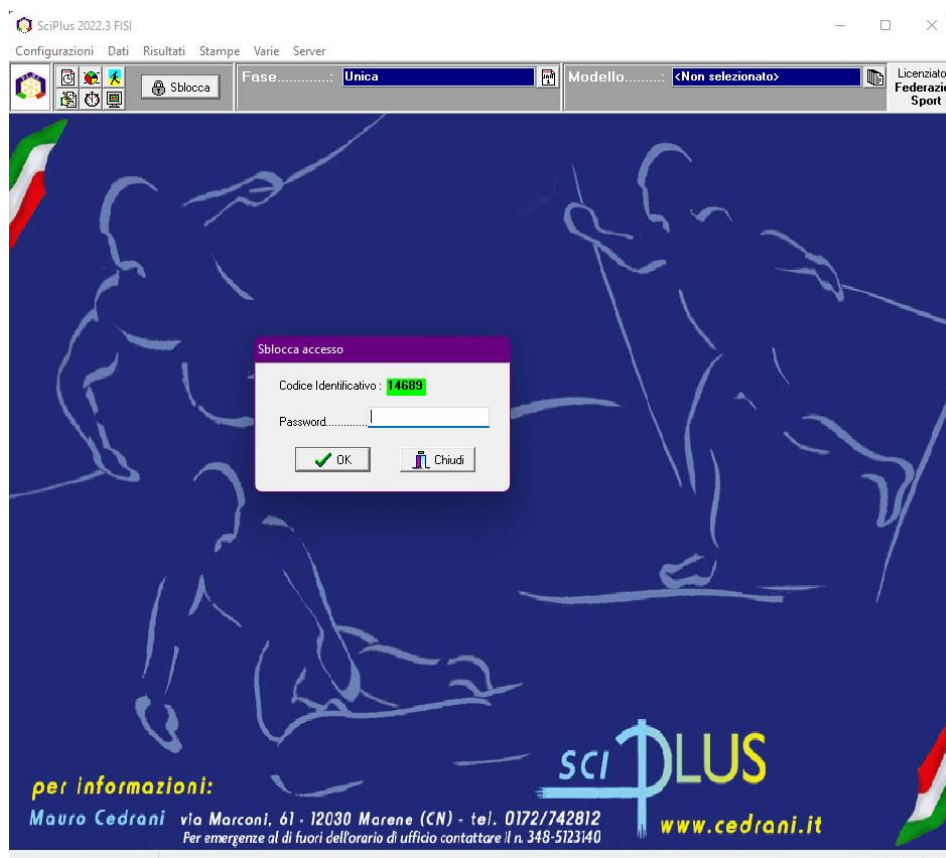 SciPlus 2022.3 FISI
Configurazioni Dati Risultati Stampe Varie Server
Sblocca
Fase............: Unica
Modello........: <Non selezionato>
Licenziato
Federazio
Sport
Sblocca accesso
Codice Identificativo : 14689
Password.............
OK
Chiudi
SCI PLUS
per informazioni:
Mauro Cedrani via Marconi, 61 - 12030 Marene (CN) - tel. 0172/742812
Per emergenze al di fuori dell'orario di ufficio contattare il n. 348-5123140
www.cedrani.it